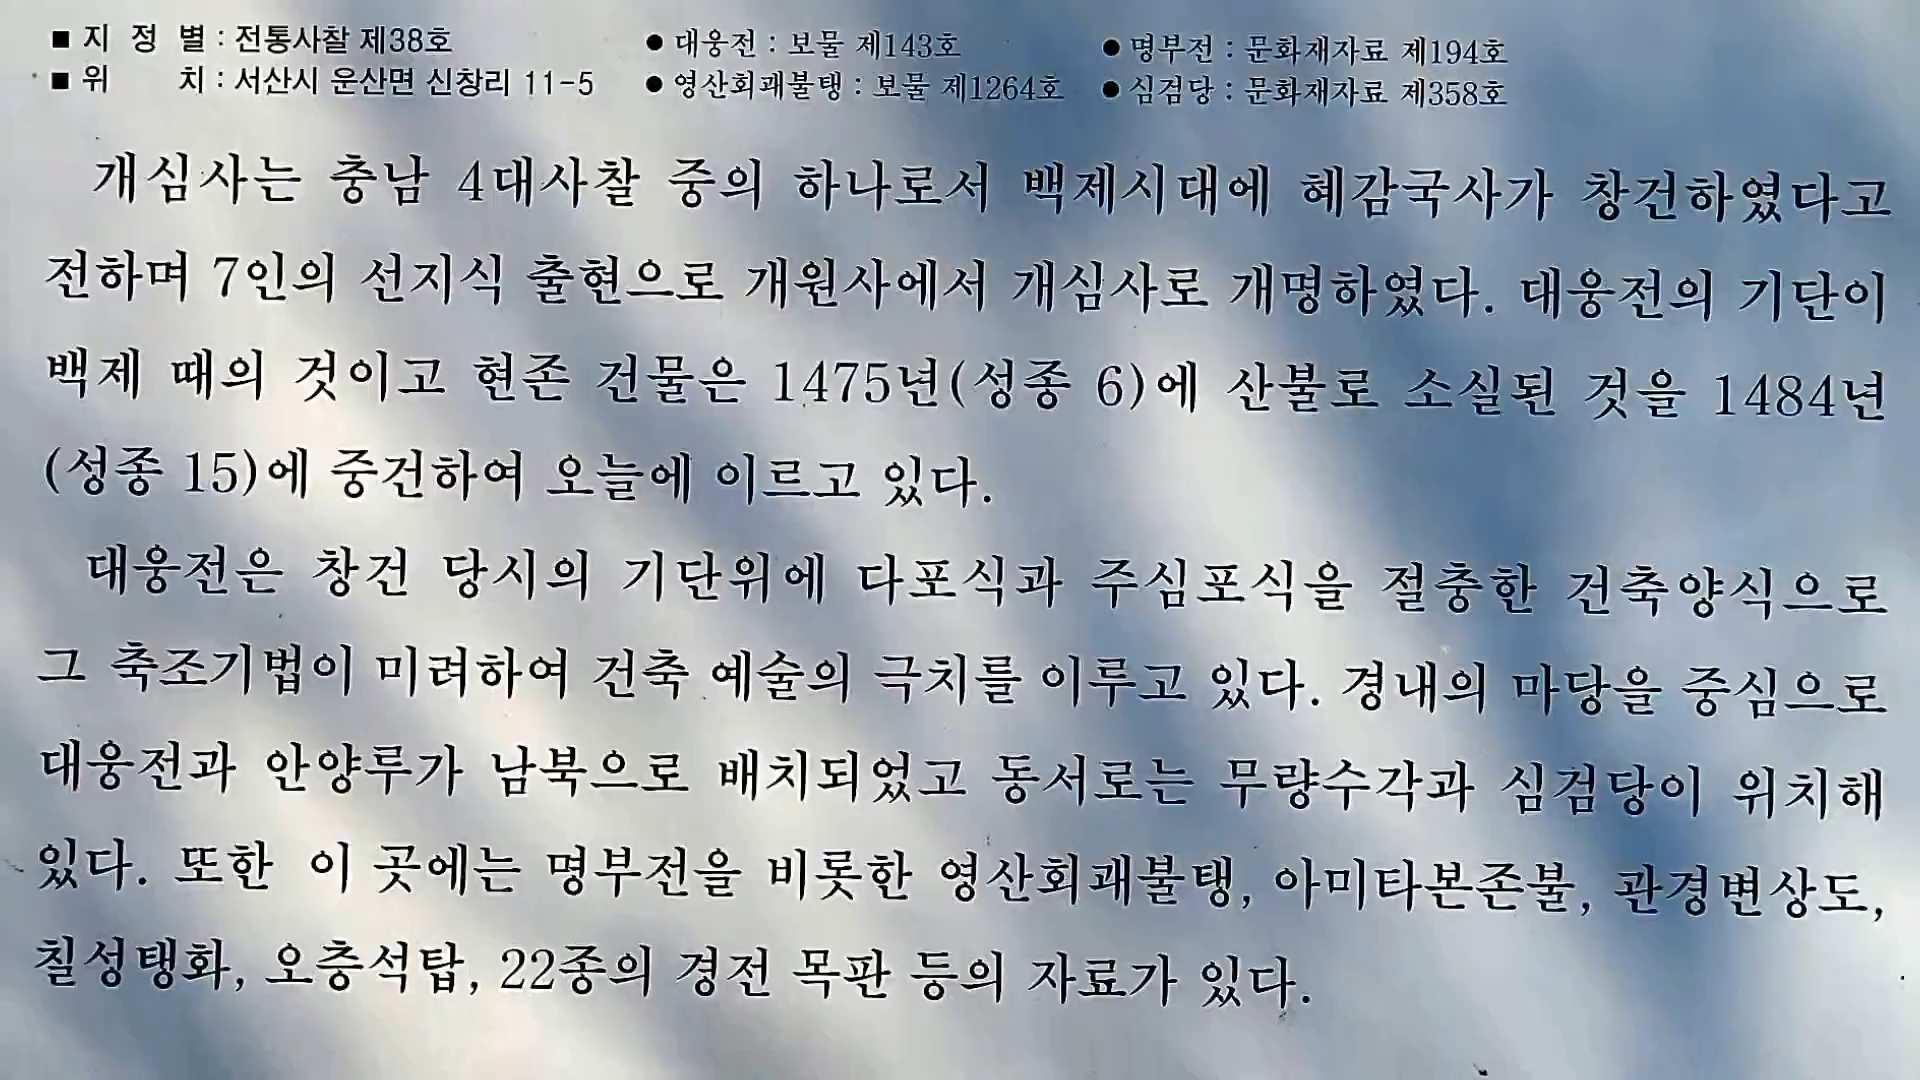 ■ 지 정 별 : 전통사찰 제38호 ● 대웅전 : 보물 제143호 ● 명부전 : 문화재자료 제194호
■ 위 치 : 서산시 운산면 신창리 11-5 ● 영산회괘불탱 : 보물 제1264호 ● 심검당 : 문화재자료 제358호
개심사는 충남 4대사찰 중의 하나로서 백제시대에 혜감국사가 창건하였다고
전하며 7인의 선지식 출현으로 개원사에서 개심사로 개명하였다. 대웅전의 기단이
백제 때의 것이고 현존 건물은 1475년(성종 6)에 산불로 소실된 것을 1484년
(성종 15)에 중건하여 오늘에 이르고 있다.
대웅전은 창건 당시의 기단위에 다포식과 주심포식을 절충한 건축양식으로
그 축조기법이 미려하여 건축 예술의 극치를 이루고 있다. 경내의 마당을 중심으로
대웅전과 안양루가 남북으로 배치되었고 동서로는 무량수각과 심검당이 위치해
있다. 또한 이 곳에는 명부전을 비롯한 영산회괘불탱, 아미타본존불, 관경변상도,
칠성탱화, 오층석탑, 22종의 경전 목판 등의 자료가 있다.